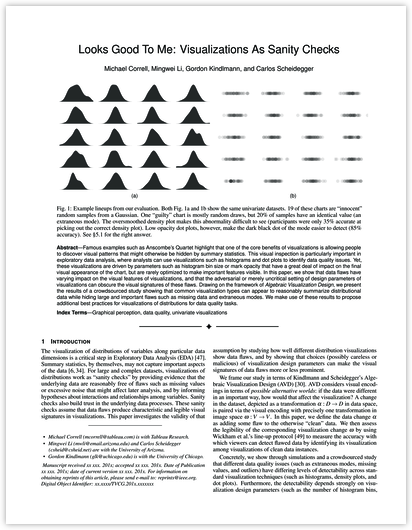 Looks Good To Me: Visualizations As Sanity Checks
Michael Correll, Mingwei Li, Gordon Kindlmann, and Carlos Scheidegger
(a)
(b)
Fig. 1: Example lineups from our evaluation. Both Fig. 1a and 1b show the same univariate datasets. 19 of these charts are “innocent”
random samples from a Gaussian. One “guilty” chart is mostly random draws, but 20% of samples have an identical value (an
extraneous mode). The oversmoothed density plot makes this abnormality difficult to see (participants were only 35% accurate at
picking out the correct density plot). Low opacity dot plots, however, make the dark black dot of the mode easier to detect (85%
accuracy). See §5.1 for the right answer.
Abstract—Famous examples such as Anscombe’s Quartet highlight that one of the core benefits of visualizations is allowing people
to discover visual patterns that might otherwise be hidden by summary statistics. This visual inspection is particularly important in
exploratory data analysis, where analysts can use visualizations such as histograms and dot plots to identify data quality issues. Yet,
these visualizations are driven by parameters such as histogram bin size or mark opacity that have a great deal of impact on the final
visual appearance of the chart, but are rarely optimized to make important features visible. In this paper, we show that data flaws have
varying impact on the visual features of visualizations, and that the adversarial or merely uncritical setting of design parameters of
visualizations can obscure the visual signatures of these flaws. Drawing on the framework of Algebraic Visualization Design, we present
the results of a crowdsourced study showing that common visualization types can appear to reasonably summarize distributional
data while hiding large and important flaws such as missing data and extraneous modes. We make use of these results to propose
additional best practices for visualizations of distributions for data quality tasks.
Index Terms—Graphical perception, data quality, univariate visualizations
1 INTRODUCTION
The visualization of distributions of variables along particular data
dimensions is a critical step in Exploratory Data Analysis (EDA) [47].
Summary statistics, by themselves, may not capture important aspects
of the data [6,34]. For large and complex datasets, visualizations of
distributions work as “sanity checks” by providing evidence that the
underlying data are reasonably free of flaws such as missing values
or excessive noise that might affect later analysis, and by informing
hypotheses about interactions and relationships among variables. Sanity
checks also build trust in the underlying data processes. These sanity
checks assume that data flaws produce characteristic and legible visual
signatures in visualizations. This paper investigates the validity of that
• Michael Correll (mcorrell@tableau.com) is with Tableau Research.
• Mingwei Li (mwli@email.arizona.edu) and Carlos Scheidegger
(cscheid@cscheid.net) are with the University of Arizona.
• Gordon Kindlmann (glk@uchicago.edu) is with the University of Chicago.
Manuscript received xx xxx. 201x; accepted xx xxx. 201x. Date of Publication
xx xxx. 201x; date of current version xx xxx. 201x. For information on
obtaining reprints of this article, please send e-mail to: reprints@ieee.org.
Digital Object Identifier: xx.xxxx/TVCG.201x.xxxxxxx
assumption by studying how well different distribution visualizations
show data flaws, and by showing that choices (possibly careless or
malicious) of visualization design parameters can make the visual
signatures of data flaws more or less prominent.
We frame our study in terms of Kindlmann and Scheidegger’s Alge-
braic Visualization Design (AVD) [30]. AVD considers visual encod-
ings in terms of possible alternative worlds: if the data were different
in an important way, how would that affect the visualization? A change
in the dataset, depicted as a transformation α : D → D in data space,
is paired via the visual encoding with precisely one transformation in
image space ω : V → V. In this paper, we define the data change α
as adding some flaw to the otherwise “clean” data. We then assess
the legibility of the corresponding visualization change ω by using
Wickham et al.’s line-up protocol [49] to measure the accuracy with
which viewers can detect flawed data by identifying its visualization
among visualizations of clean data instances.
Concretely, we show through simulations and a crowdsourced study
that different data quality issues (such as extraneous modes, missing
values, and outliers) have differing levels of detectability across stan-
dard visualization techniques (such as histograms, density plots, and
dot plots). Furthermore, the detectability depends strongly on visu-
alization design parameters (such as the number of histogram bins,